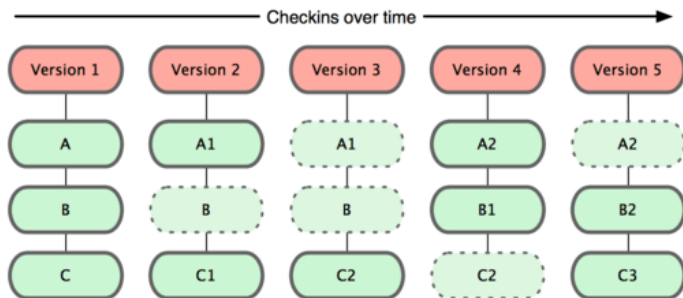 Checkins over time
Version 1 Version 2 Version 3 Version 4 Version 5
A A1 A1 A2 A2
B B B B1 B2
C C1 C2 C2 C3